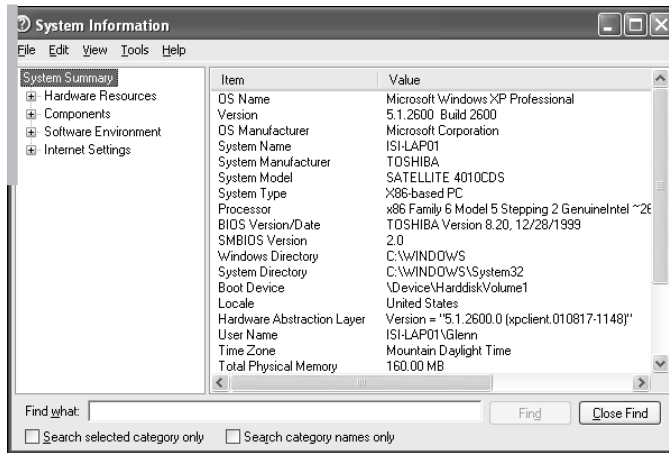 System Information
File Edit View Tools Help
System Summary
Hardware Resources
Components
Software Environment
Internet Settings
Item Value
OS Name Microsoft Windows XP Professional
Version 5.1.2600 Build 2600
OS Manufacturer Microsoft Corporation
System Name ISI-LAP01
System Manufacturer TOSHIBA
System Model SATELLITE 4010CDS
System Type X86-based PC
Processor x86 Family 6 Model 5 Stepping 2 GenuineIntel ~26
BIOS Version/Date TOSHIBA Version 8.20, 12/28/1999
SMBIOS Version 2.0
Windows Directory C:\WINDOWS
System Directory C:\WINDOWS\System32
Boot Device \Device\HarddiskVolume1
Locale United States
Hardware Abstraction Layer Version = "5.1.2600.0 (xpclient.010817-1148)"
User Name ISI-LAP01\Glenn
Time Zone Mountain Daylight Time
Total Physical Memory 160.00 MB
Find what: Find Close Find
Search selected category only Search category names only